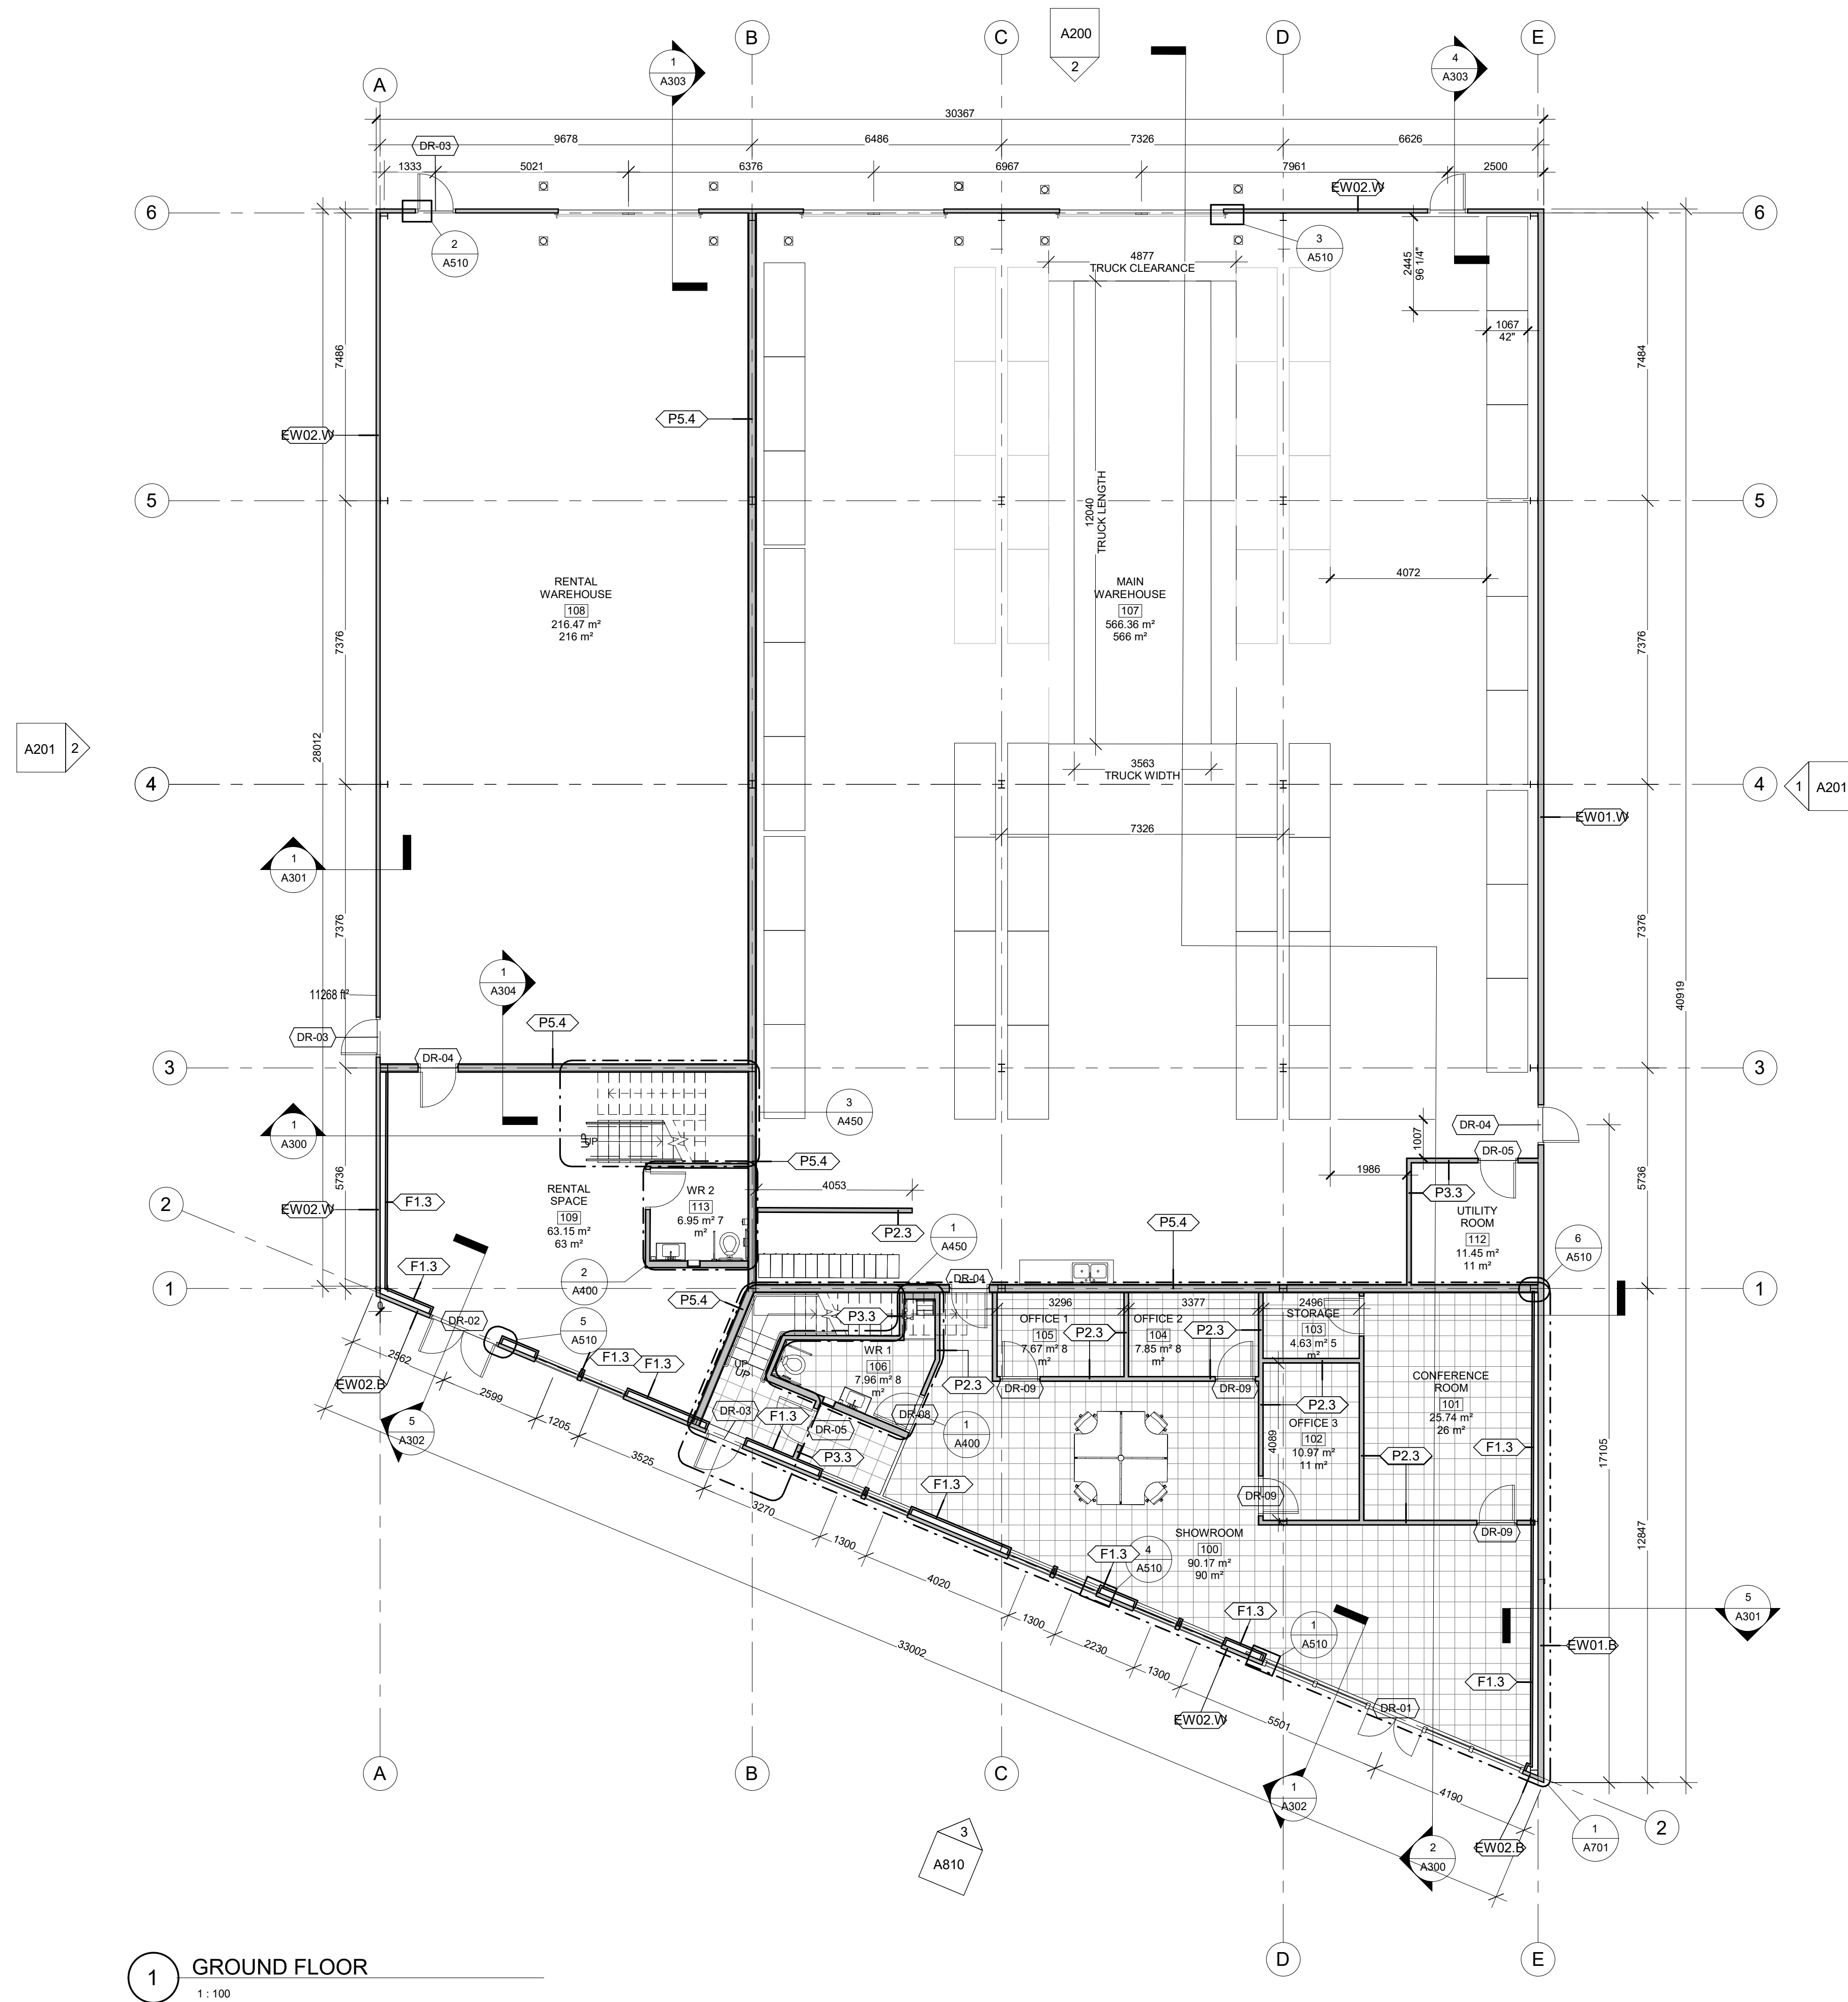 A200
2
B
C
D
E
A
1
A303
4
A303
30367
9678
6486
7326
6626
DR-03
1333
5021
6376
6967
7961
2500
EW02.W
6
6
2
A510
3
A510
4877
TRUCK CLEARANCE
2445
96 1/4"
1067
42"
7486
7484
P5.4
EW02.W
12040
TRUCK LENGTH
5
5
4072
RENTAL
WAREHOUSE
108
216.47 m²
216 m²
MAIN
WAREHOUSE
107
566.36 m²
566 m²
7376
7376
28012
A201
2
3563
TRUCK WIDTH
4
4
1
A201
EW01.W
7326
1
A301
7376
7376
1
A304
11268 ft²
40919
P5.4
DR-03
DR-04
3
3
3
A450
1
A300
UP
UP
DR-04
1007
DR-05
P5.4
1986
5736
5736
2
EW02.W
F1.3
RENTAL
SPACE
109
63.15 m²
63 m²
WR 2
113
6.95 m² 7
m²
4053
P2.3
P3.3
UTILITY
ROOM
112
11.45 m²
11 m²
P5.4
1
A450
6
A510
F1.3
2
A400
DR-04
1
1
0
P5.4
P3.3
3296
3377
2496
OFFICE 1
105
7.67 m² 8
m²
OFFICE 2
104
7.85 m² 8
m²
STORAGE
103
4.63 m² 5
m²
P2.3
P2.3
DR-02
5
A510
F1.3
F1.3
2562
EW02.B
2599
1205
5
A302
UP
UP
WR 1
106
7.96 m² 8
m²
P2.3
DR-09
DR-09
P2.3
CONFERENCE
ROOM
101
25.74 m²
26 m²
DR-03
F1.3
DR-05
DR-08
1
A400
P3.3
4089
OFFICE 3
102
10.97 m²
11 m²
P2.3
F1.3
17105
3525
3270
F1.3
DR-09
DR-09
1300
SHOWROOM
100
90.17 m²
90 m²
F1.3
4
A510
12847
4020
1300
F1.3
1
A510
5
A301
33002
2230
1300
EW01.B
F1.3
EW02.W
5501
DR-01
4190
A
B
C
1
A302
3
A810
2
A300
EW02.B
1
A701
2
D
E
1
GROUND FLOOR
1 : 100